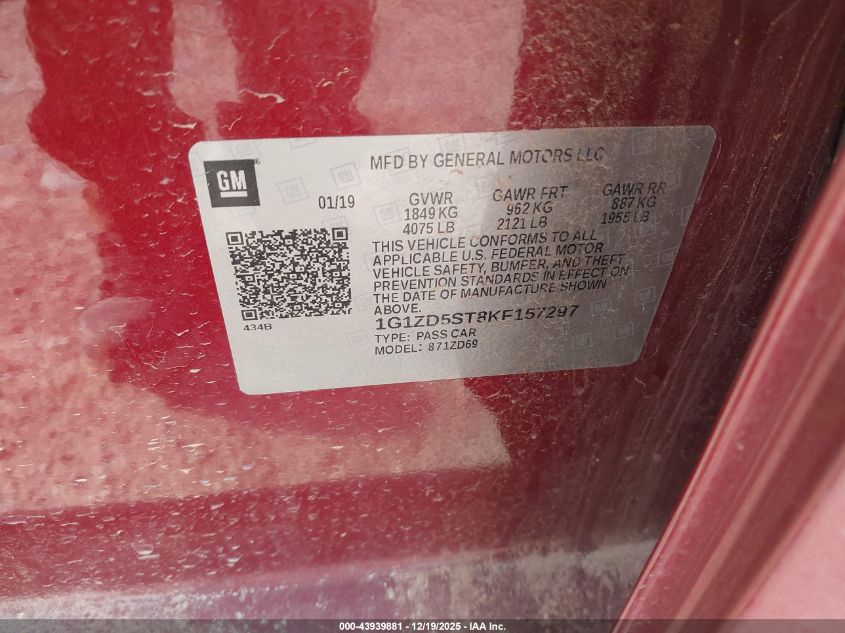 GM
MFD BY GENERAL MOTORS LLC
01/19
GVWR GAWR FRT GAWR RR
1849 KG 962 KG 887 KG
4075 LB 2121 LB 1955 LB
THIS VEHICLE CONFORMS TO ALL
APPLICABLE U.S. FEDERAL MOTOR
VEHICLE SAFETY, BUMPER, AND THEFT
PREVENTION STANDARDS IN EFFECT ON
THE DATE OF MANUFACTURE SHOWN
ABOVE.
434B
1G1ZD5ST8KF157297
TYPE: PASS CAR
MODEL: 871ZD69
000-43939881 - 12/19/2025 - IAA Inc.